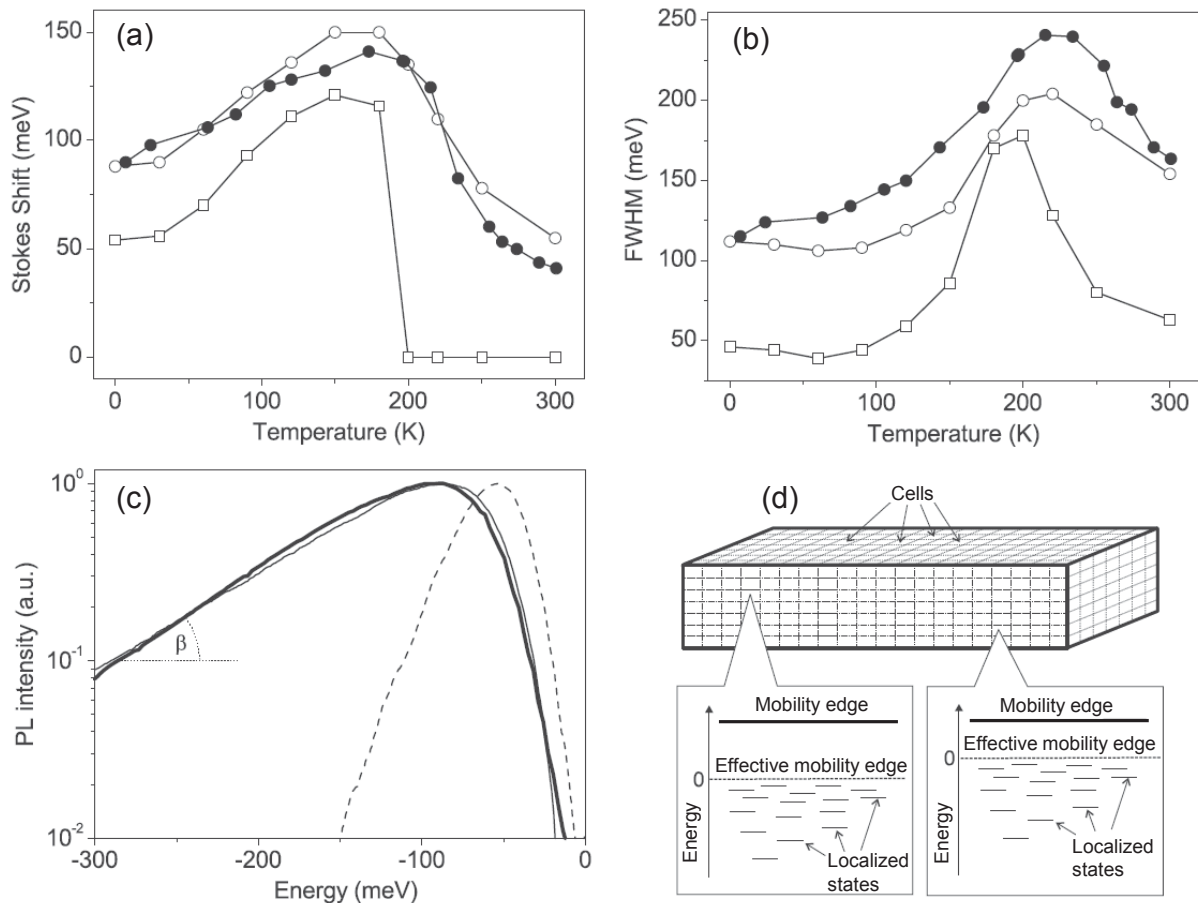 (a)
150
100
50
0
Stokes Shift (meV)
0 100 200 300
Temperature (K)
(b)
250
200
150
100
50
FWHM (meV)
0 100 200 300
Temperature (K)
(c)
10⁰
10⁻¹
10⁻²
PL intensity (a.u.)
β
-300 -200 -100 0
Energy (meV)
(d)
Cells
Mobility edge
Effective mobility edge
0
Energy
Localized
states
Mobility edge
Effective mobility edge
0
Energy
Localized
states